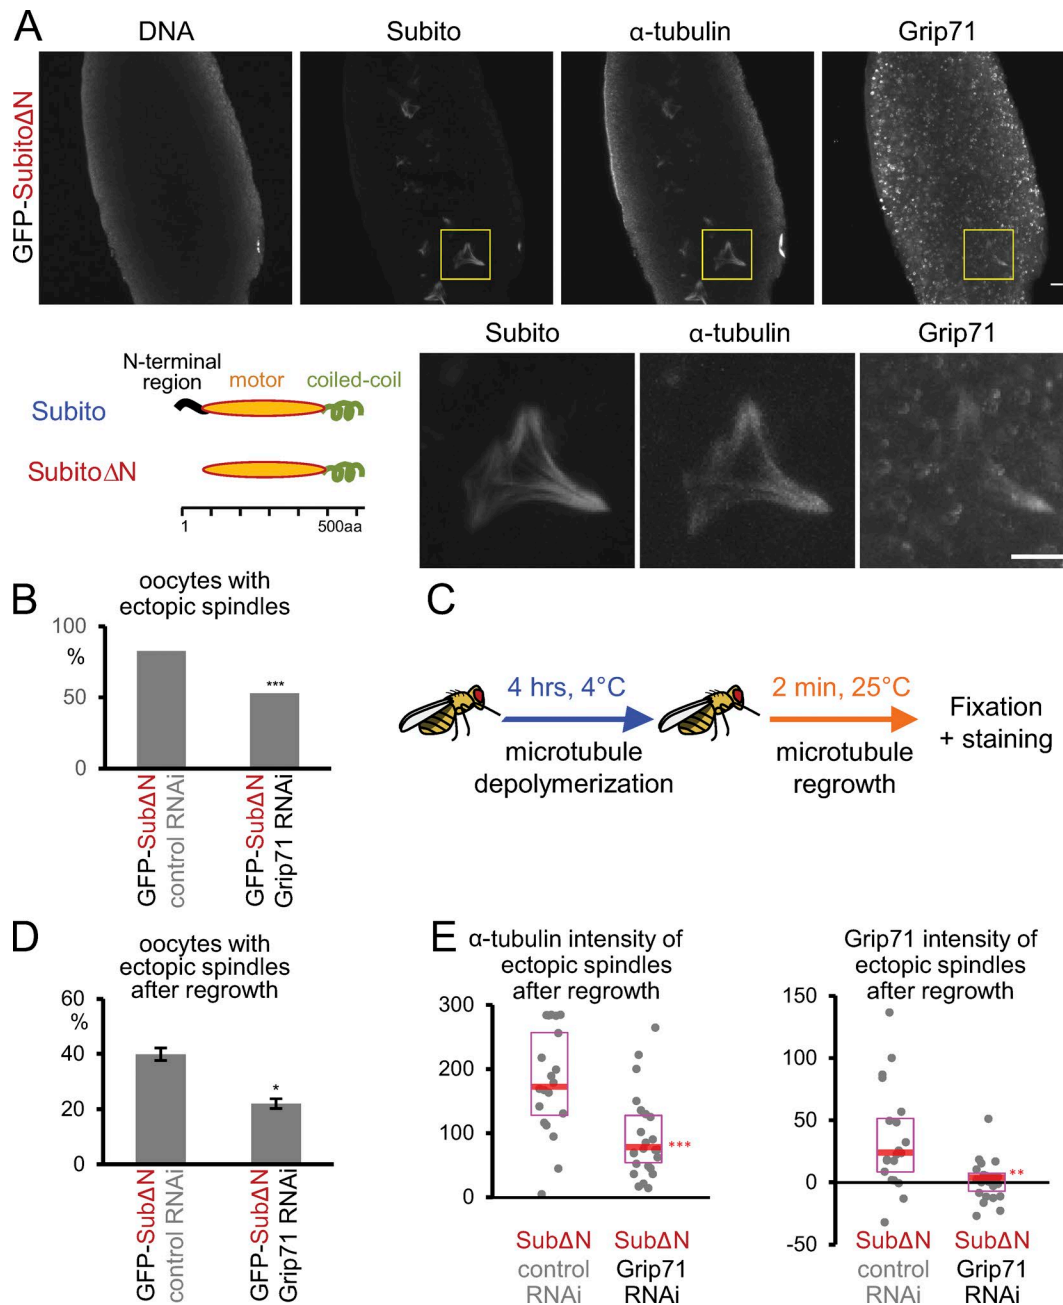 A
DNA
Subito
α-tubulin
Grip71
GFP-SubitoΔN
Subito
α-tubulin
Grip71
N-terminal
region
motor
coiled-coil
Subito
SubitoΔN
1
500aa
B
oocytes with
ectopic spindles
100
%
50
0
***
GFP-SubΔN
control RNAi
GFP-SubΔN
Grip71 RNAi
C
4 hrs, 4°C
microtubule
depolymerization
2 min, 25°C
microtubule
regrowth
Fixation
+ staining
D
oocytes with
ectopic spindles
after regrowth
60
%
40
20
0
*
GFP-SubΔN
control RNAi
GFP-SubΔN
Grip71 RNAi
E
α-tubulin intensity of
ectopic spindles
after regrowth
300
200
100
0
***
SubΔN
control
RNAi
SubΔN
Grip71
RNAi
Grip71 intensity of
ectopic spindles
after regrowth
150
100
50
0
-50
**
SubΔN
control
RNAi
SubΔN
Grip71
RNAi